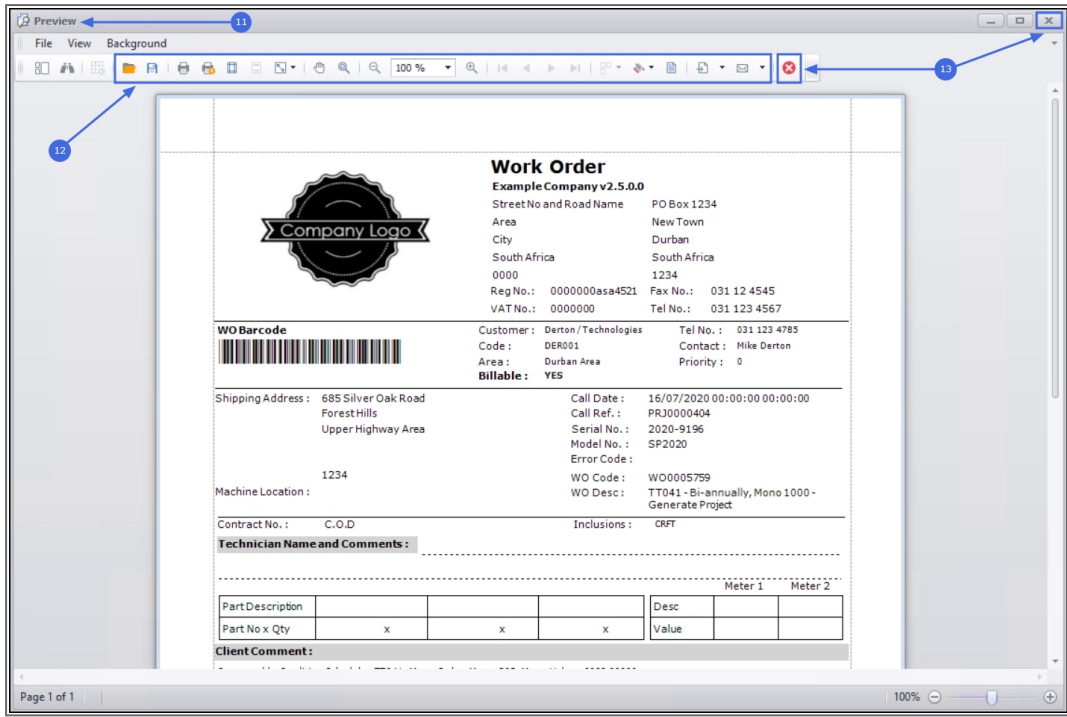 Preview
11
File View Background
100 %
13
12
Work Order
Example Company v2.5.0.0
Street No and Road Name PO Box 1234
Area New Town
City Durban
South Africa South Africa
0000 1234
Reg No.: 0000000asa4521 Fax No.: 031 12 4545
VAT No.: 0000000 Tel No.: 031 123 4567
Company Logo
WO Barcode
Customer : Derton / Technologies Tel No. : 031 123 4785
Code : DER001 Contact : Mike Derton
Area : Durban Area Priority : 0
Billable : YES
Shipping Address : 685 Silver Oak Road Call Date : 16/07/2020 00:00:00 00:00:00
Forest Hills Call Ref. : PRJ0000404
Upper Highway Area Serial No. : 2020-9196
Model No. : SP2020
Error Code :
1234 WO Code : WO0005759
Machine Location : WO Desc : TT041 - Bi-annually, Mono 1000 -
Generate Project
Contract No. : C.O.D Inclusions : CRFT
Technician Name and Comments :
Meter 1 Meter 2
Part Description Desc
Part No x Qty x x x Value
Client Comment :
Page 1 of 1 100%